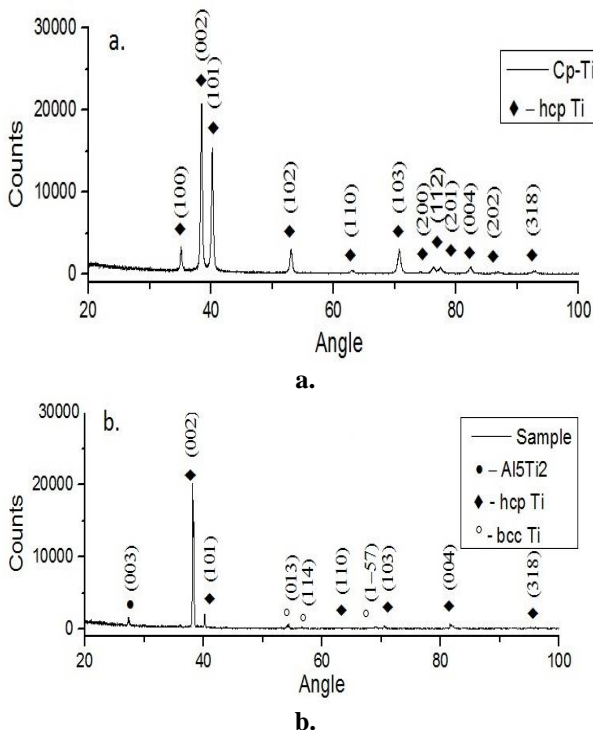 a.
30000
20000
10000
0
Counts
(100)
(002)
(101)
(102)
(110)
(103)
(200)
(112)
(201)
(004)
(202)
(318)
Cp-Ti
– hcp Ti
20 40 60 80 100
Angle
a.
b.
30000
20000
10000
0
Counts
(003)
(002)
(101)
(013)
(114)
(110)
(1–57)
(103)
(004)
(318)
Sample
– Al5Ti2
- hcp Ti
- bcc Ti
20 40 60 80 100
Angle
b.